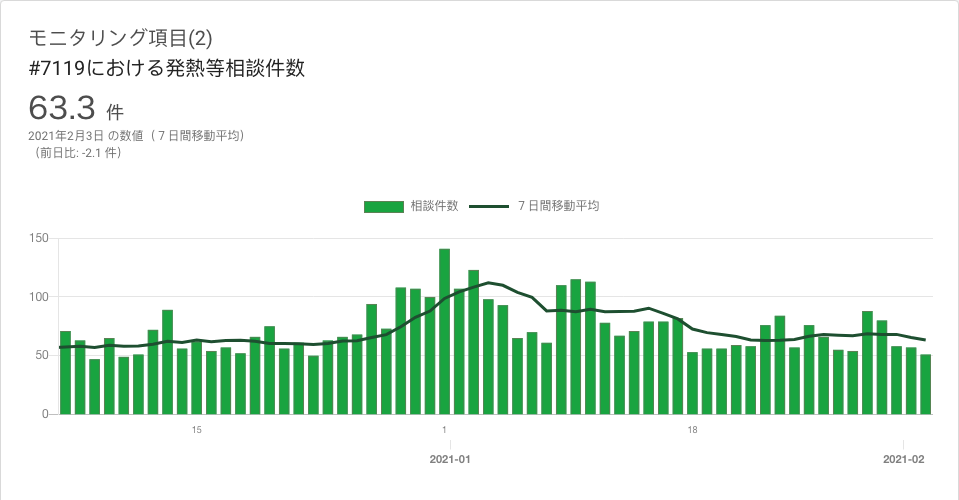 モニタリング項目(2)
#7119における発熱等相談件数
63.3 件
2021年2月3日 の数値（７日間移動平均）
（前日比: -2.1 件）
相談件数 ７日間移動平均
150
100
50
0
15 1 18
2021-01 2021-02